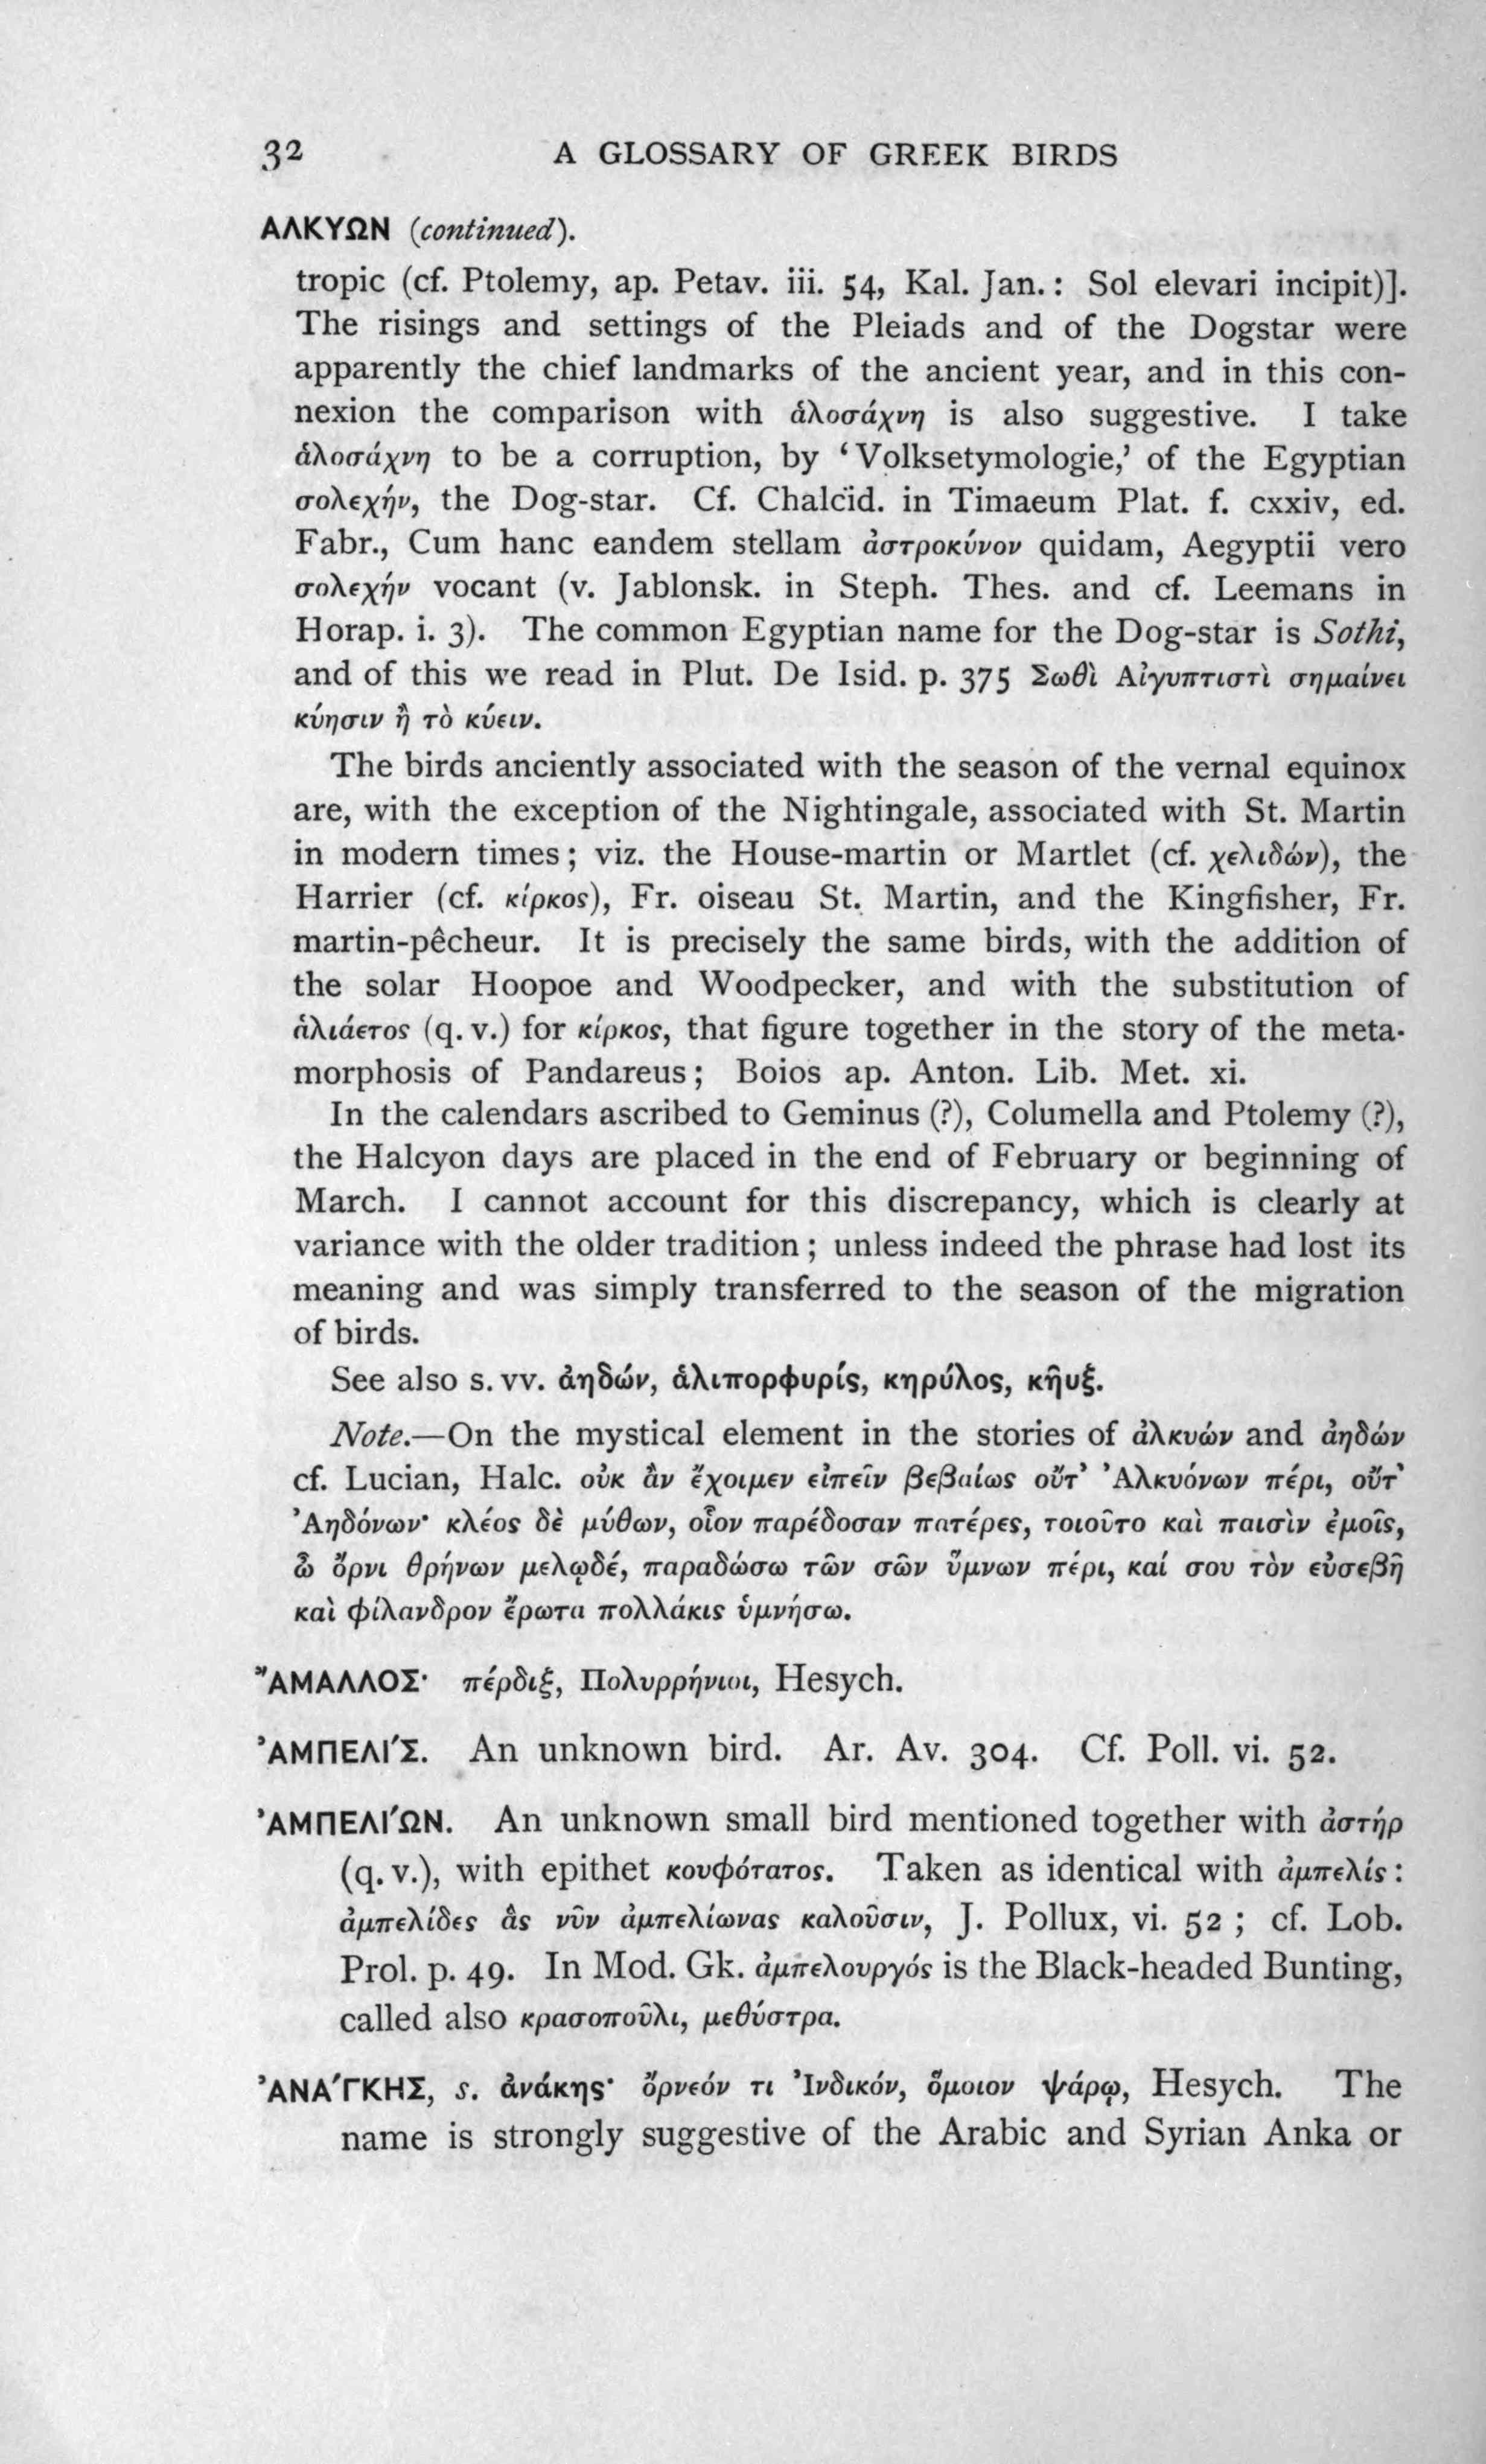 32 A GLOSSARY OF GREEK BIRDS
ΑΛΚΥΩΝ (continued).
tropic (cf. Ptolemy, ap. Petav. iii. 54, Kal. Jan.: Sol elevari incipit)].
The risings and settings of the Pleiads and of the Dogstar were
apparently the chief landmarks of the ancient year, and in this con-
nexion the comparison with ἁλοσάχνη is also suggestive. I take
ἁλοσάχνη to be a corruption, by ‘Volksetymologie,’ of the Egyptian
σολεχήν, the Dog-star. Cf. Chalcid. in Timaeum Plat. f. cxxiv, ed.
Fabr., Cum hanc eandem stellam ἀστροκύνον quidam, Aegyptii vero
σολεχήν vocant (v. Jablonsk. in Steph. Thes. and cf. Leemans in
Horap. i. 3). The common Egyptian name for the Dog-star is Sothi,
and of this we read in Plut. De Isid. p. 375 Σωθὶ Αἰγυπτιστὶ σημαίνει
κύησιν ἢ τὸ κύειν.
The birds anciently associated with the season of the vernal equinox
are, with the exception of the Nightingale, associated with St. Martin
in modern times; viz. the House-martin or Martlet (cf. χελιδών), the
Harrier (cf. κίρκος), Fr. oiseau St. Martin, and the Kingfisher, Fr.
martin-pêcheur. It is precisely the same birds, with the addition of
the solar Hoopoe and Woodpecker, and with the substitution of
ἁλιάετος (q. v.) for κίρκος, that figure together in the story of the meta-
morphosis of Pandareus; Boios ap. Anton. Lib. Met. xi.
In the calendars ascribed to Geminus (?), Columella and Ptolemy (?),
the Halcyon days are placed in the end of February or beginning of
March. I cannot account for this discrepancy, which is clearly at
variance with the older tradition; unless indeed the phrase had lost its
meaning and was simply transferred to the season of the migration
of birds.
See also s. vv. ἀηδών, ἁλιπορφυρίς, κηρύλος, κῆυξ.
Note.—On the mystical element in the stories of ἀλκυών and ἀηδών
cf. Lucian, Halc. οὐκ ἂν ἔχοιμεν εἰπεῖν βεβαίως οὔτ’ Ἀλκυόνων πέρι, οὔτ’
Ἀηδόνων· κλέος δὲ μύθων, οἷον παρέδοσαν πατέρες, τοιοῦτο καὶ παισὶν ἐμοῖς,
ὦ ὄρνι θρήνων μελῳδέ, παραδώσω τῶν σῶν ὕμνων πέρι, καί σου τὸν εὐσεβῆ
καὶ φίλανδρον ἔρωτα πολλάκις ὑμνήσω.
ἌΜΑΛΛΟΣ· πέρδιξ, Πολυρρήνιοι, Hesych.
ἈΜΠΕΛΊΣ. An unknown bird. Ar. Av. 304. Cf. Poll. vi. 52.
ἈΜΠΕΛΊΩΝ. An unknown small bird mentioned together with ἀστήρ
(q. v.), with epithet κουφότατος. Taken as identical with ἀμπελίς:
ἀμπελίδες ἃς νῦν ἀμπελίωνας καλοῦσιν, J. Pollux, vi. 52; cf. Lob.
Prol. p. 49. In Mod. Gk. ἀμπελουργός is the Black-headed Bunting,
called also κρασοποῦλι, μεθύστρα.
ἈΝΆΓΚΗΣ, s. ἀνάκης· ὄρνεόν τι Ἰνδικόν, ὅμοιον ψάρῳ, Hesych. The
name is strongly suggestive of the Arabic and Syrian Anka or